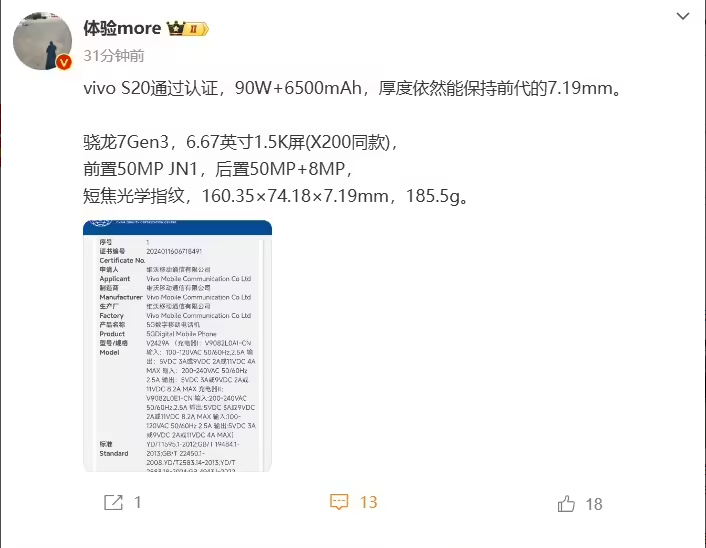 体验more
31分钟前
vivo S20通过认证，90W+6500mAh，厚度依然能保持前代的7.19mm。
骁龙7Gen3，6.67英寸1.5K屏(X200同款)，
前置50MP JN1，后置50MP+8MP，
短焦光学指纹，160.35×74.18×7.19mm，185.5g。
序号 1
证书编号 2024011606718491
Certificate No.
申请人 维沃移动通信有限公司
Applicant Vivo Mobile Communication Co Ltd
制造商 维沃移动通信有限公司
Manufacturer Vivo Mobile Communication Co Ltd
生产厂 维沃移动通信有限公司
Factory Vivo Mobile Communication Co Ltd
产品名称 5G数字移动电话机
Product 5GDigital Mobile Phone
型号/规格 V2429A （充电器I：V9082L0A1-CN
Model 输入：100-120VAC 50/60Hz,2.5A 输
出：5VDC 3A或9VDC 2A或11VDC 4A
MAX 输入：200-240VAC 50/60Hz
2.5A 输出：5VDC 3A或9VDC 2A或
11VDC 8.2A MAX 充电器II:
V9082L0E1-CN 输入:200-240VAC
50/60Hz,2.5A 输出:5VDC 3A或9VDC
2A或11VDC 8.2A MAX 输入:100-
120VAC 50/60Hz 2.5A 输出:5VDC 3A
或9VDC 2A或11VDC 4A MAX)
标准 YD/T1595.1-2012;GB/T 19484.1-
Standard 2013;GB/T 22450.1-
2008;YD/T2583.14-2013;YD/T
1
13
18